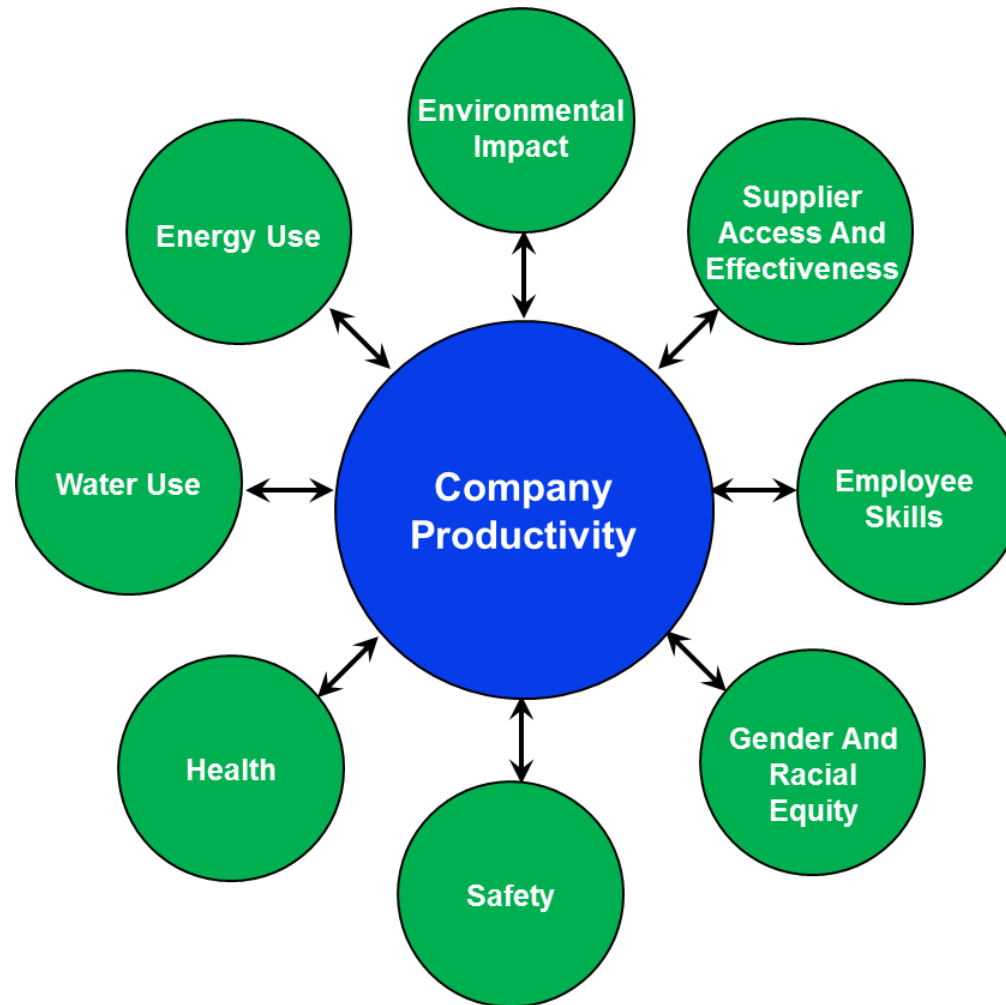 Environmental
Impact
Supplier
Access And
Effectiveness
Energy Use
Water Use
Company
Productivity
Employee
Skills
Health
Gender And
Racial
Equity
Safety